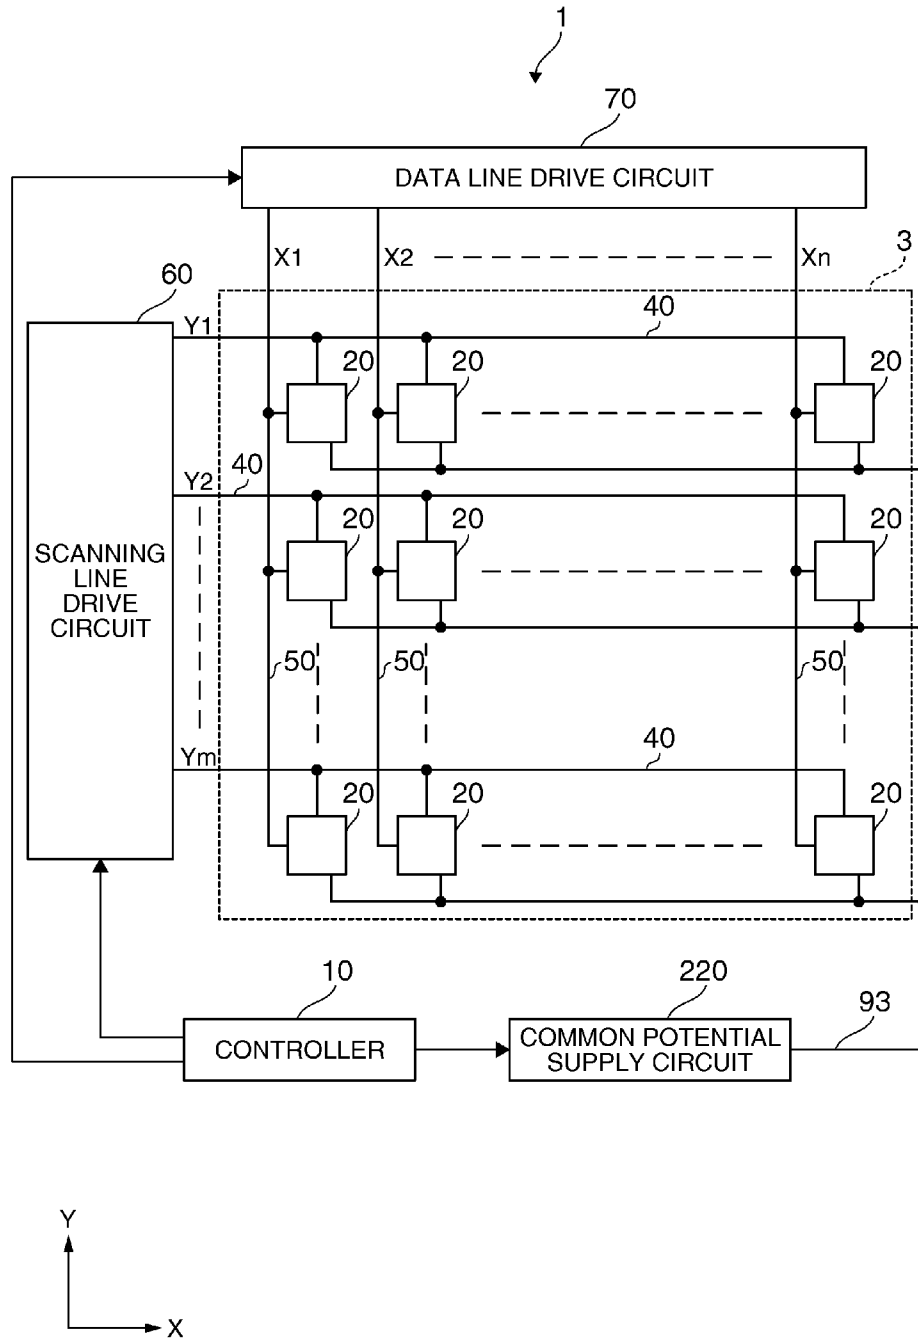 1
70
DATA LINE DRIVE CIRCUIT
X1 X2 Xn 3
60
Y1 40
20 20 20
Y2 40
20 20 20
SCANNING
LINE
DRIVE
CIRCUIT
50 50 50
Ym 40
20 20 20
10 220 93
CONTROLLER
COMMON POTENTIAL
SUPPLY CIRCUIT
Y
X